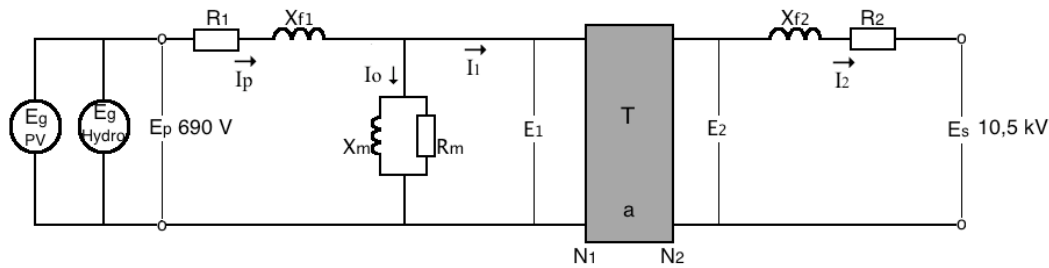 R1
Xf1
Xf2
R2
Ip
Io
I1
I2
Eg
PV
Eg
Hydro
Ep 690 V
Xm
Rm
E1
T
a
E2
Es 10,5 kV
N1
N2